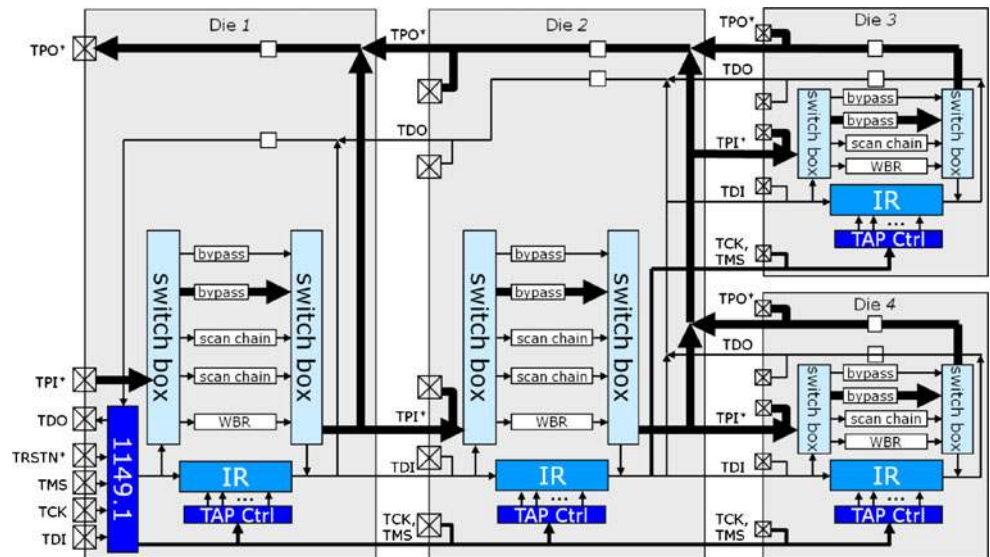 Die 1
Die 2
Die 3
TPO*
TPO*
TPO*
TDO
TDO
switch box
bypass
bypass
scan chain
WBR
switch box
TPI*
TDI
IR
TAP Ctrl
TCK,
TMS
switch box
bypass
bypass
scan chain
scan chain
WBR
switch box
switch box
bypass
bypass
scan chain
scan chain
WBR
switch box
Die 4
TPO*
TDO
switch box
bypass
bypass
scan chain
WBR
switch box
TPI*
TPI*
TPI*
TDO
TRSTN*
TMS
TCK
TDI
1149.1
IR
...
TAP Ctrl
TDI
TCK,
TMS
IR
...
TAP Ctrl
TDI
TCK,
TMS
IR
...
TAP Ctrl